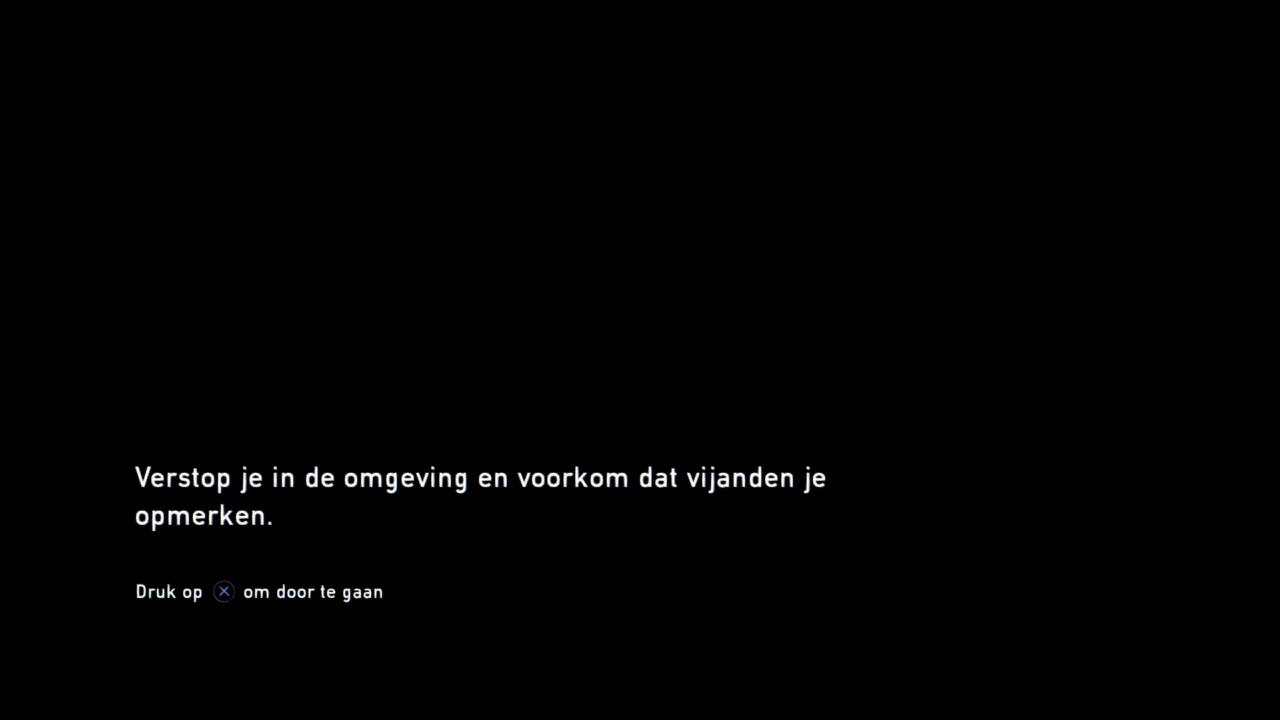 Verstop je in de omgeving en voorkom dat vijanden je
opmerken.
Druk op ⓧ om door te gaan